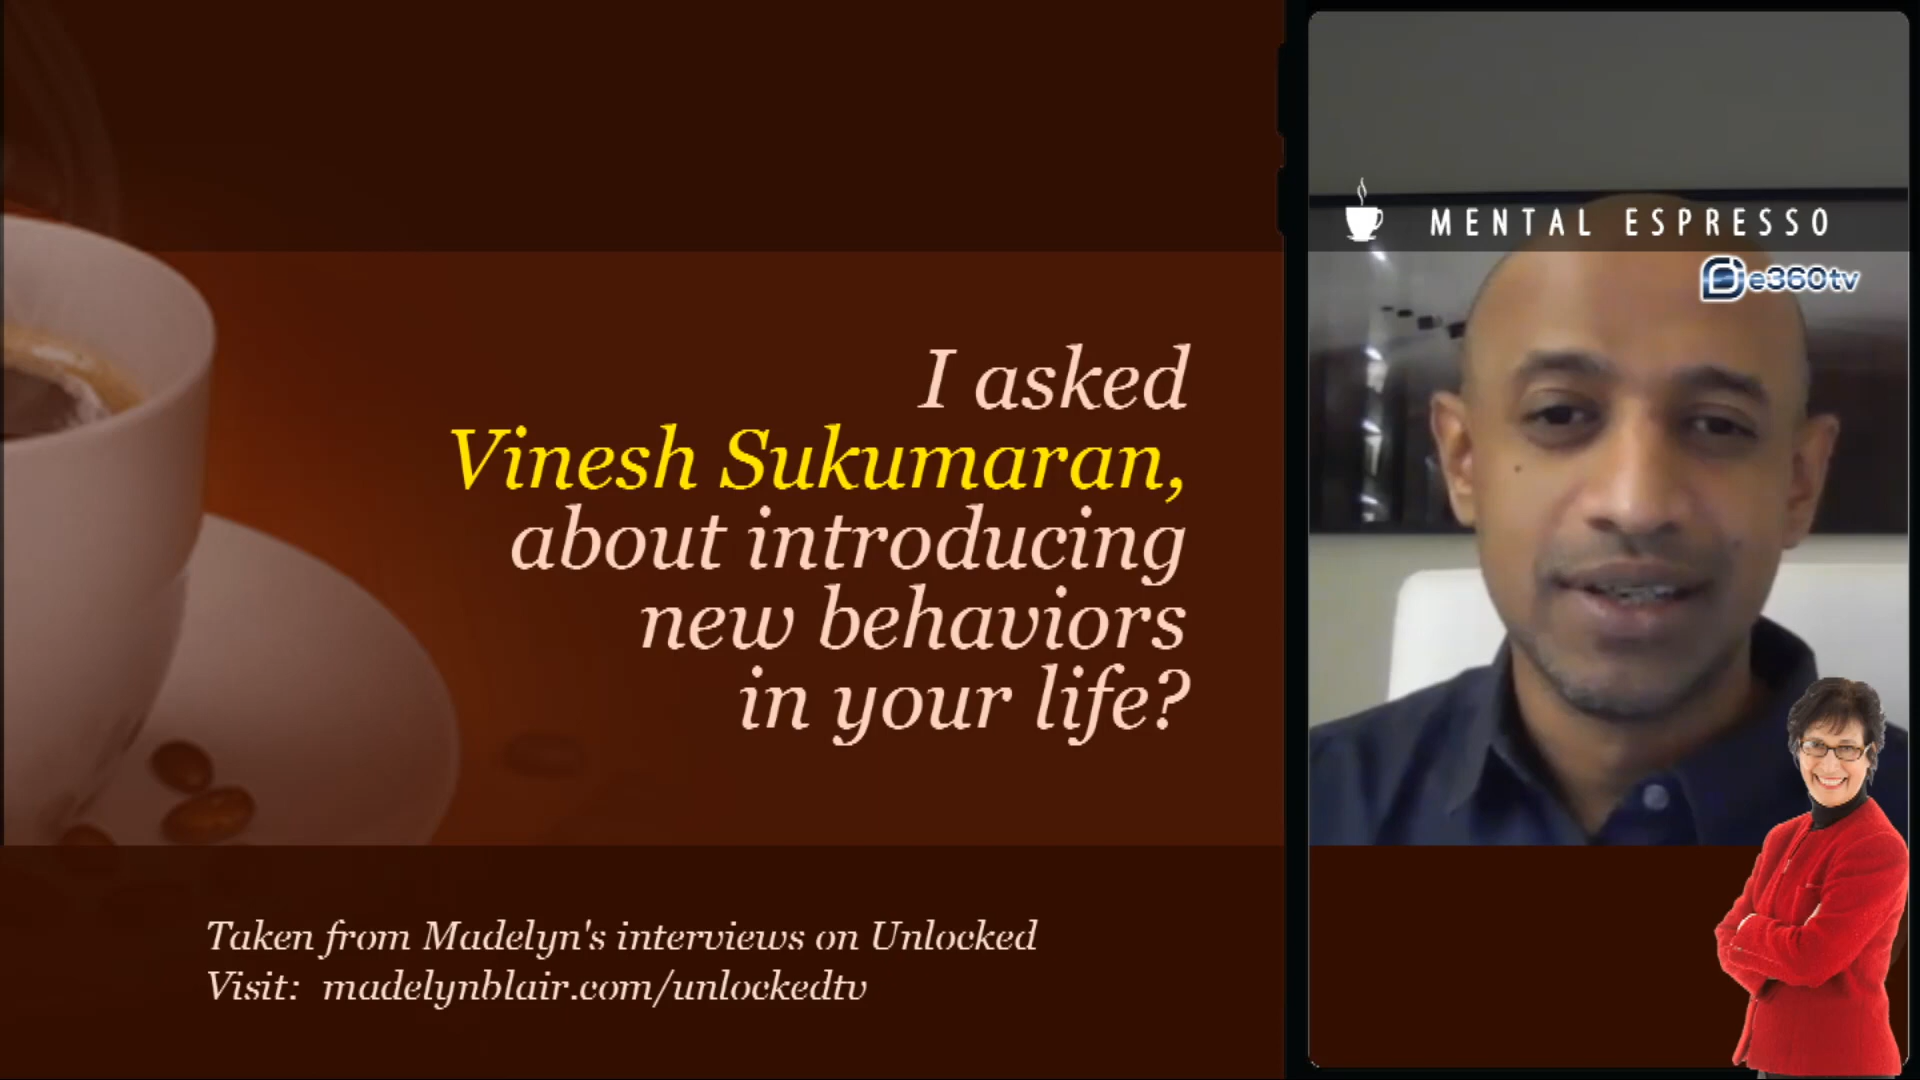 I asked
Vinesh Sukumaran,
about introducing
new behaviors
in your life?
Taken from Madelyn's interviews on Unlocked
Visit: madelynblair.com/unlockedtv
MENTAL ESPRESSO
e360tv